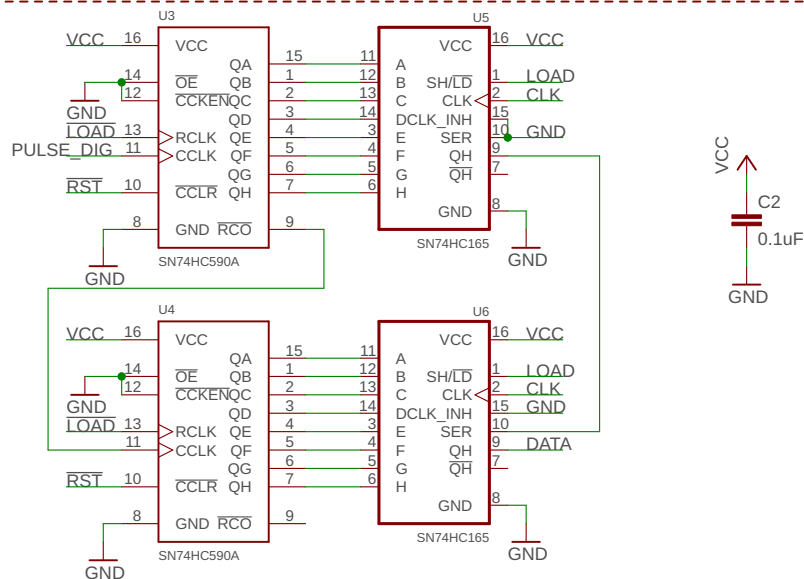 U3
VCC 16 VCC
QA 15
14 OE QB 1
GND 12 CCKEN QC 2
QD 3
LOAD 13 RCLK QE 4
PULSE_DIG 11 CCLK QF 5
QG 6
RST 10 CCLR QH 7
8 GND RCO 9
GND
SN74HC590A
U5
VCC 16 VCC
11 A
12 B SH/LD 1 LOAD
13 C CLK 2 CLK
14 DCLK_INH 15
3 E SER 10 GND
4 F QH 9
5 G QH 7
6 H
GND 8
GND
SN74HC165
VCC
C2
0.1uF
GND
U4
VCC 16 VCC
QA 15
14 OE QB 1
GND 12 CCKEN QC 2
QD 3
LOAD 13 RCLK QE 4
11 CCLK QF 5
QG 6
RST 10 CCLR QH 7
8 GND RCO 9
GND
SN74HC590A
U6
VCC 16 VCC
11 A
12 B SH/LD 1 LOAD
13 C CLK 2 CLK
14 DCLK_INH 15 GND
3 E SER 10
4 F QH 9 DATA
5 G QH 7
6 H
GND 8
GND
SN74HC165